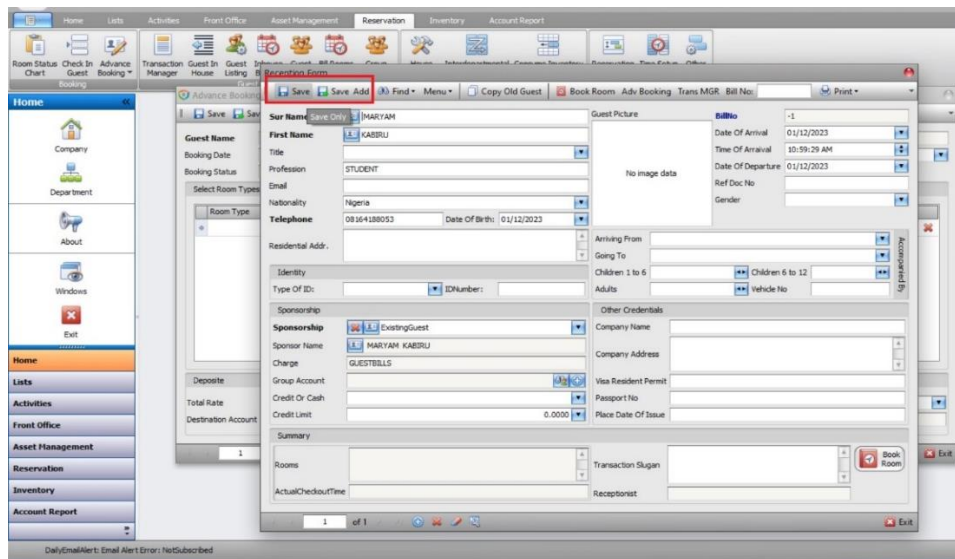 Home Lists Activities Front Office Asset Management Reservation Inventory Account Report
Room Status Chart
Check In Guest
Advance Booking
Transaction Manager
Guest In House
Guest Listing
Booking
Reception Form
Save Save Add Find Menu Copy Old Guest Book Room Adv Booking Trans MGR Bill No: Print
Save Only
Home
Company
Department
About
Windows
Exit
Home
Lists
Activities
Front Office
Asset Management
Reservation
Inventory
Account Report
Advance Booking
Save
Guest Name
Booking Date
Booking Status
Select Room Types
Room Type
Deposite
Total Rate
Destination Account
1
Exit
MARYAM
First Name KABIRU
Title
Profession STUDENT
Email
Nationality Nigeria
Telephone 08164188053 Date Of Birth: 01/12/2023
Residential Addr.
Identity
Type Of ID: IDNumber:
Sponsorship
Sponsorship ExistingGuest
Sponsor Name MARYAM KABIRU
Charge GUESTBILLS
Group Account
Credit Or Cash
Credit Limit 0.0000
Guest Picture
No image data
BillNo -1
Date Of Arrival 01/12/2023
Time Of Arraival 10:59:29 AM
Date Of Departure 01/12/2023
Ref Doc No
Gender
Arriving From
Going To
Children 1 to 6 Children 6 to 12
Adults Vehicle No
Accompanied By
Other Credentials
Company Name
Company Address
Visa Resident Permit
Passport No
Place Date Of Issue
Summary
Rooms
ActualCheckoutTime
Transaction Slugan
Receptionist
Book Room
1 of 1
Exit
DailyEmailAlert: Email Alert Error: NotSubscribed